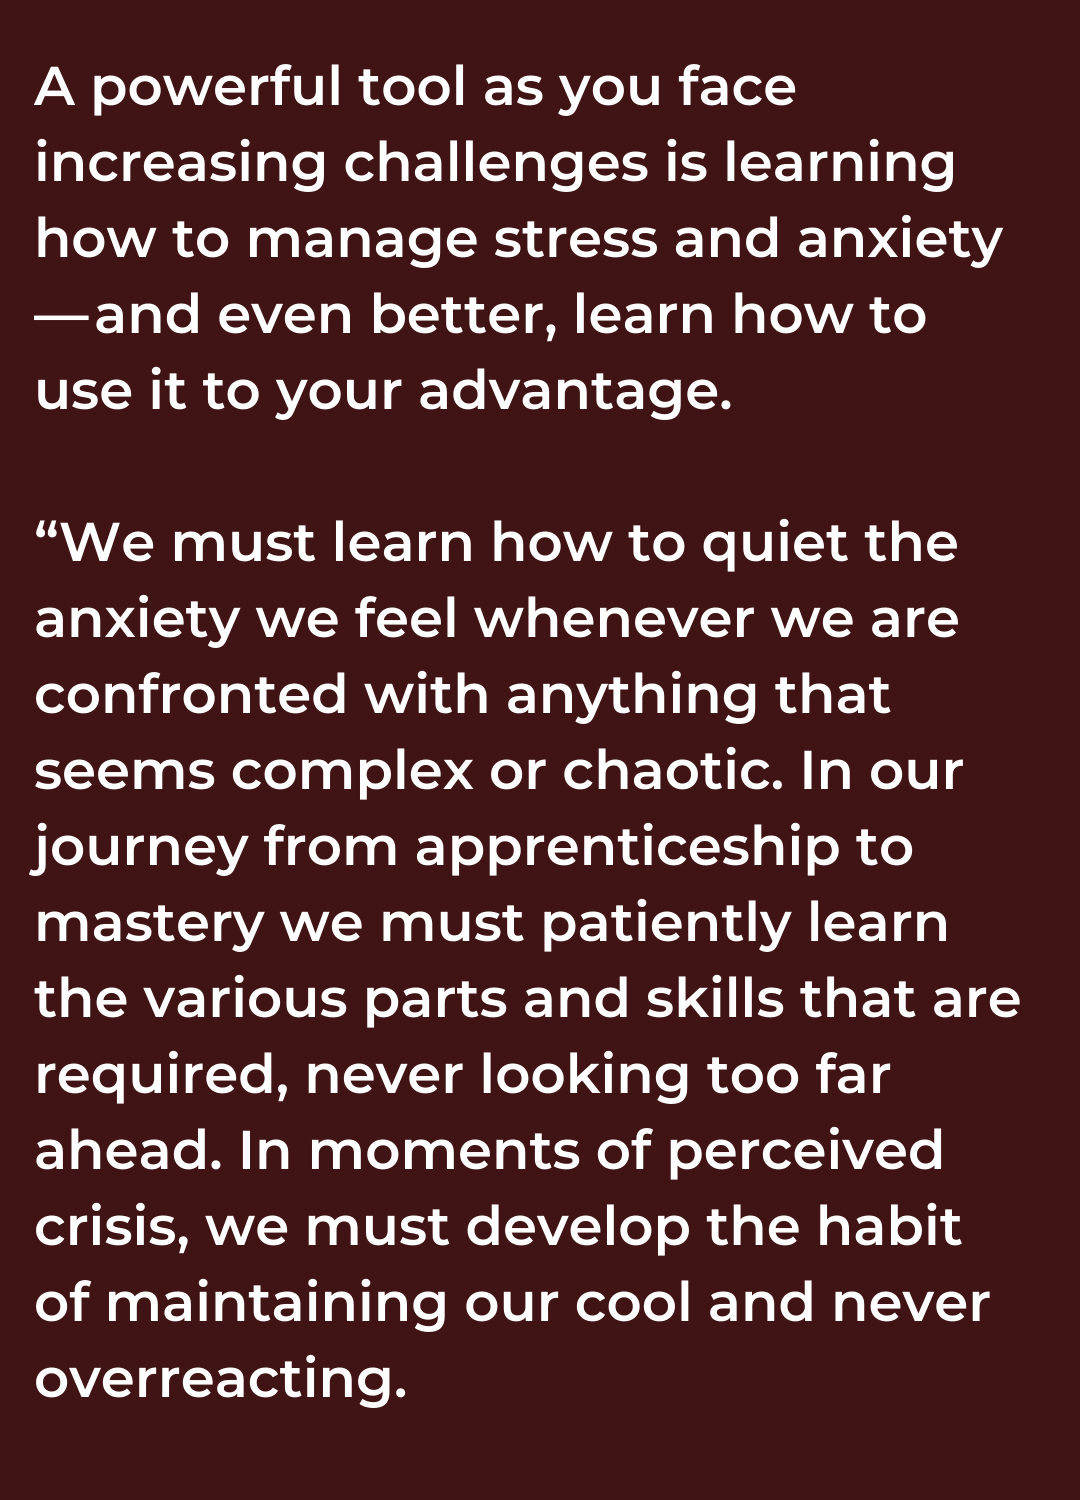 A powerful tool as you face
increasing challenges is learning
how to manage stress and anxiety
—and even better, learn how to
use it to your advantage.
“We must learn how to quiet the
anxiety we feel whenever we are
confronted with anything that
seems complex or chaotic. In our
journey from apprenticeship to
mastery we must patiently learn
the various parts and skills that are
required, never looking too far
ahead. In moments of perceived
crisis, we must develop the habit
of maintaining our cool and never
overreacting.